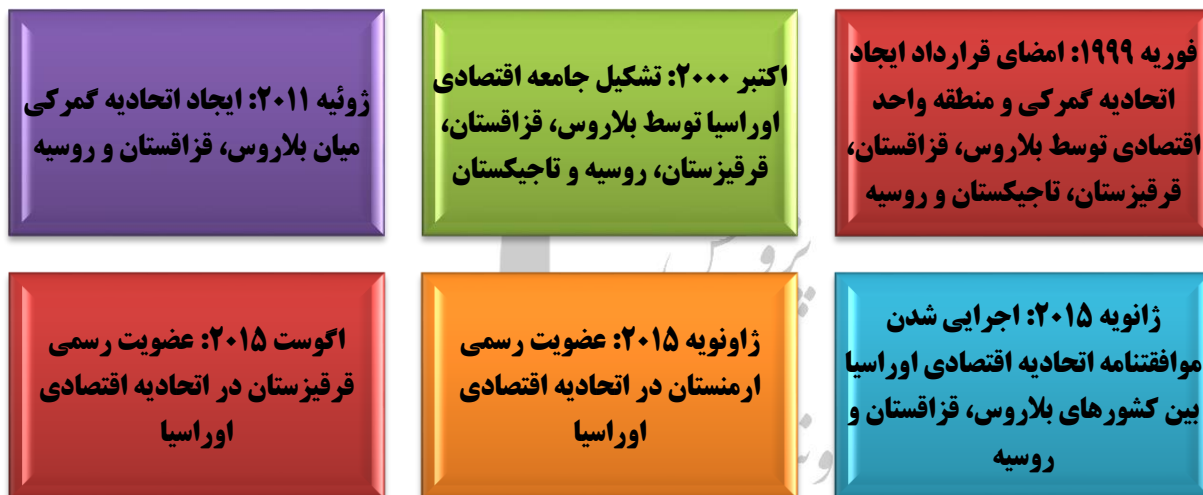 فوریه ۱۹۹۹: امضای قرارداد ایجاد
اتحادیه گمرکی و منطقه واحد
اقتصادی توسط بلاروس، قزاقستان،
قرقیزستان، تاجیکستان و روسیه
اکتبر ۲۰۰۰: تشکیل جامعه اقتصادی
اوراسیا توسط بلاروس، قزاقستان،
قرقیزستان، روسیه و تاجیکستان
ژوئیه ۲۰۱۱: ایجاد اتحادیه گمرکی
میان بلاروس، قزاقستان و روسیه
ژانویه ۲۰۱۵: اجرایی شدن
موافقتنامه اتحادیه اقتصادی اوراسیا
بین کشورهای بلاروس، قزاقستان و
روسیه
ژاونویه ۲۰۱۵: عضویت رسمی
ارمنستان در اتحادیه اقتصادی
اوراسیا
اگوست ۲۰۱۵: عضویت رسمی
قرقیزستان در اتحادیه اقتصادی
اوراسیا